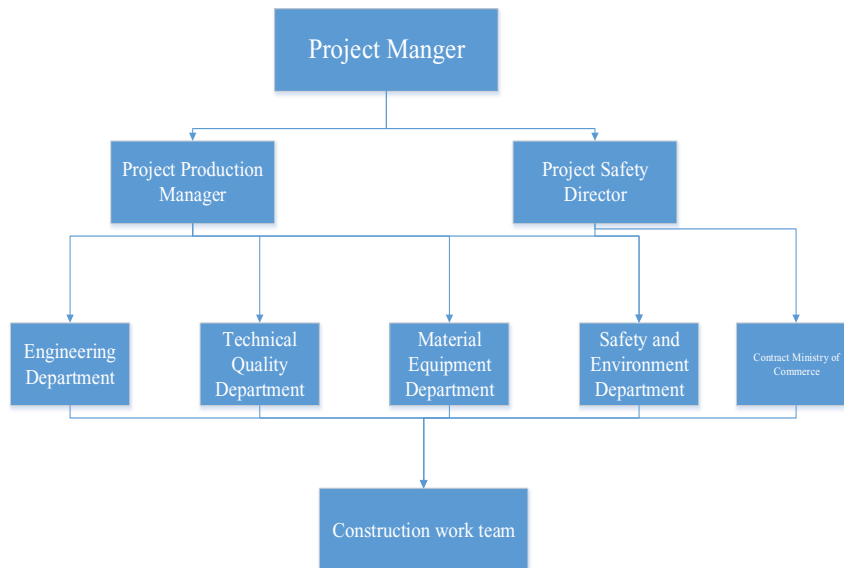 Project Manger
Project Production
Manager
Project Safety
Director
Engineering
Department
Technical
Quality
Department
Material
Equipment
Department
Safety and
Environment
Department
Contract Ministry of
Commerce
Construction work team